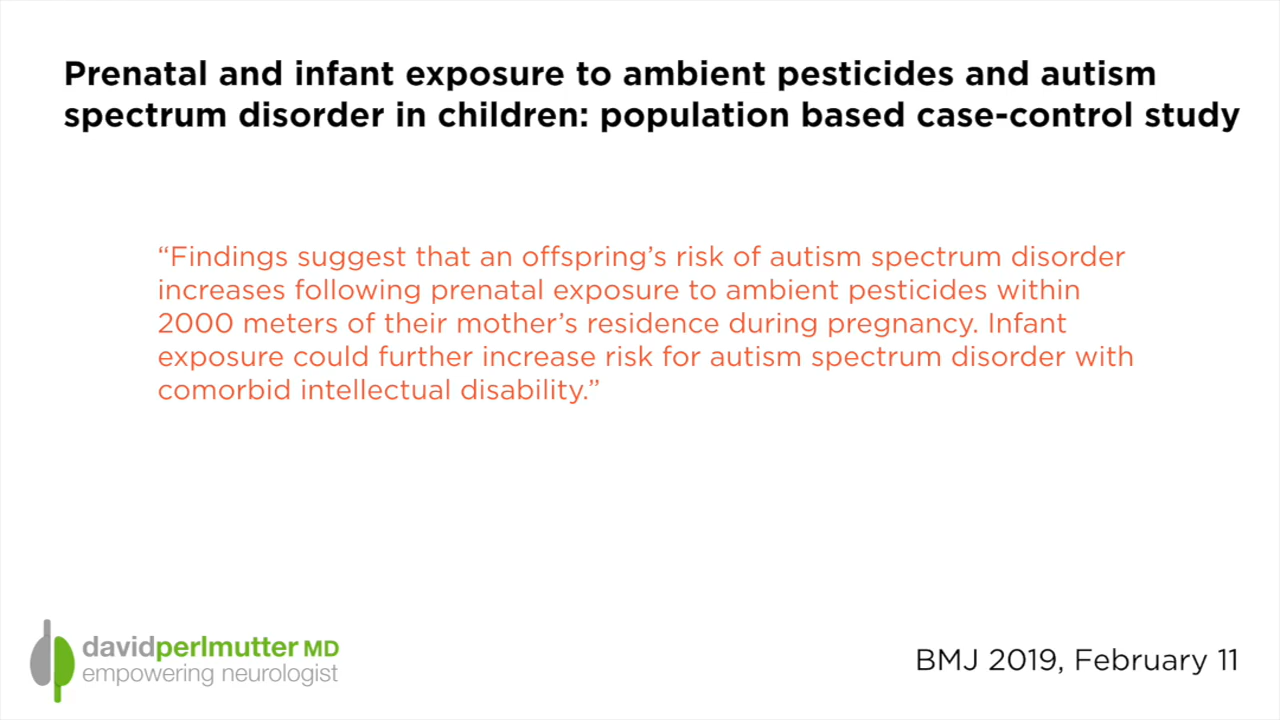 Prenatal and infant exposure to ambient pesticides and autism
spectrum disorder in children: population based case-control study
“Findings suggest that an offspring’s risk of autism spectrum disorder
increases following prenatal exposure to ambient pesticides within
2000 meters of their mother’s residence during pregnancy. Infant
exposure could further increase risk for autism spectrum disorder with
comorbid intellectual disability.”
davidperlmutter MD
empowering neurologist
BMJ 2019, February 11